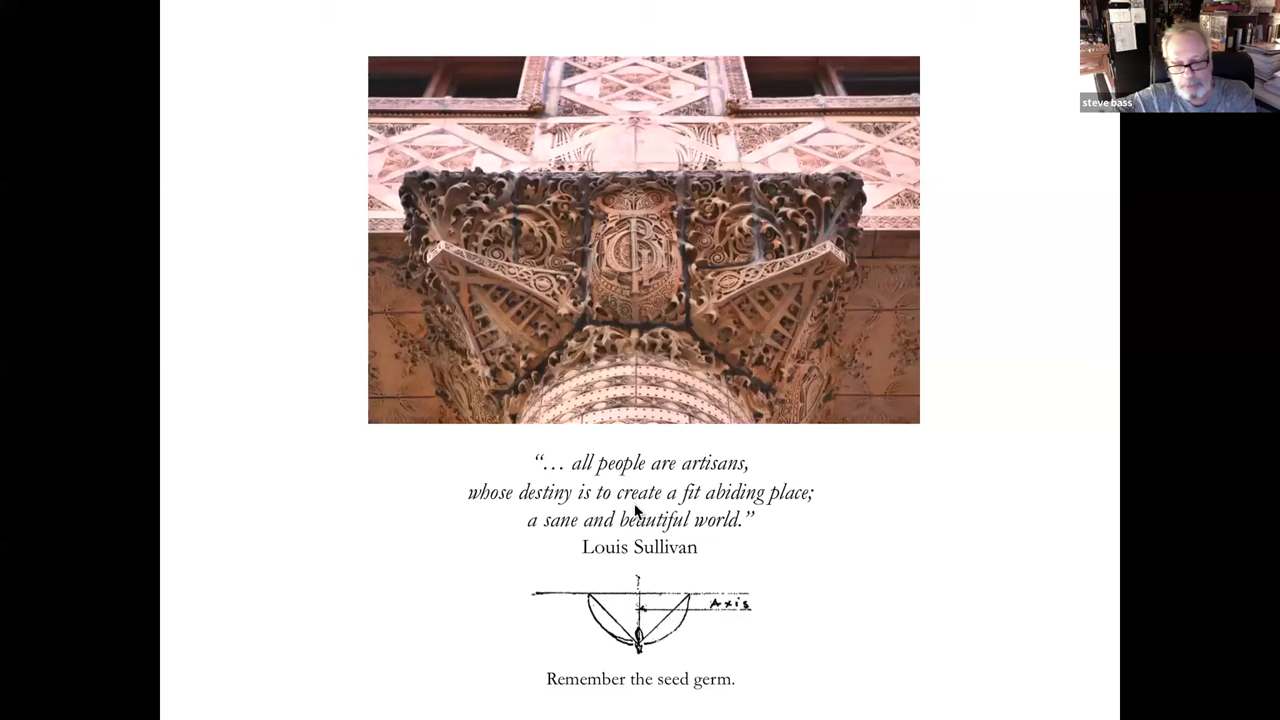 steve bass
“… all people are artisans,
whose destiny is to create a fit abiding place;
a sane and beautiful world.”
Louis Sullivan
Axis
Remember the seed germ.